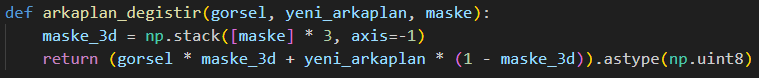 def arkaplan_degistir(gorsel, yeni_arkaplan, maske):
    maske_3d = np.stack([maske] * 3, axis=-1)
    return (gorsel * maske_3d + yeni_arkaplan * (1 - maske_3d)).astype(np.uint8)